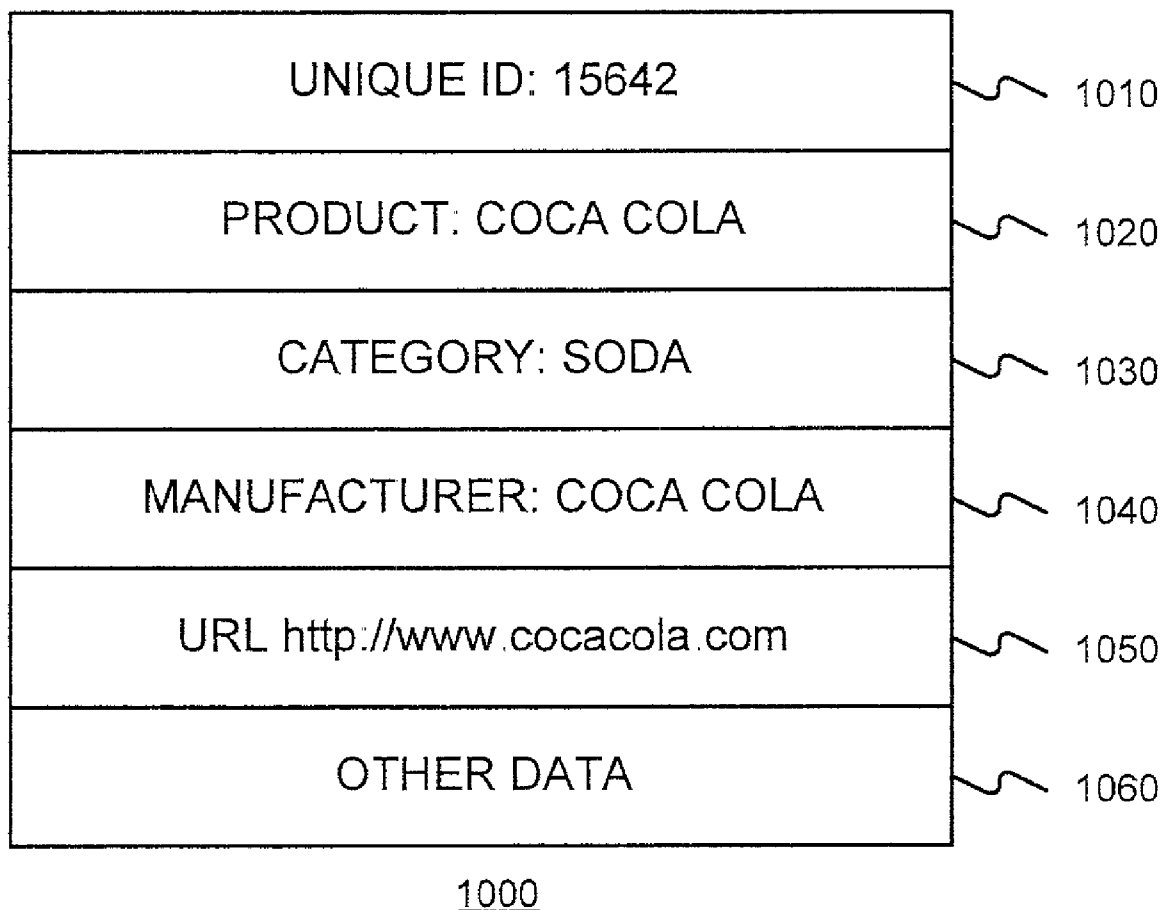 UNIQUE ID: 15642 1010
PRODUCT: COCA COLA 1020
CATEGORY: SODA 1030
MANUFACTURER: COCA COLA 1040
URL http://www.cocacola.com 1050
OTHER DATA 1060
1000